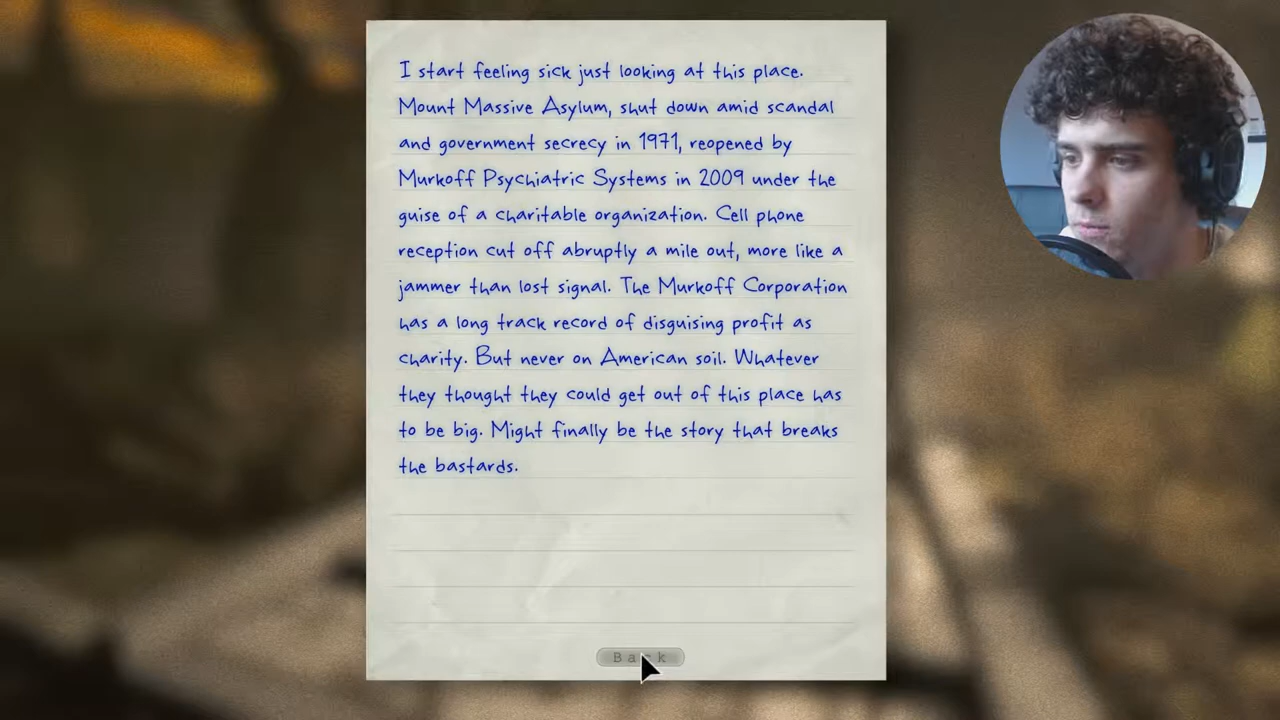 I start feeling sick just looking at this place.
Mount Massive Asylum, shut down amid scandal
and government secrecy in 1971, reopened by
Murkoff Psychiatric Systems in 2009 under the
guise of a charitable organization. Cell phone
reception cut off abruptly a mile out, more like a
jammer than lost signal. The Murkoff Corporation
has a long track record of disguising profit as
charity. But never on American soil. Whatever
they thought they could get out of this place has
to be big. Might finally be the story that breaks
the bastards.
Back